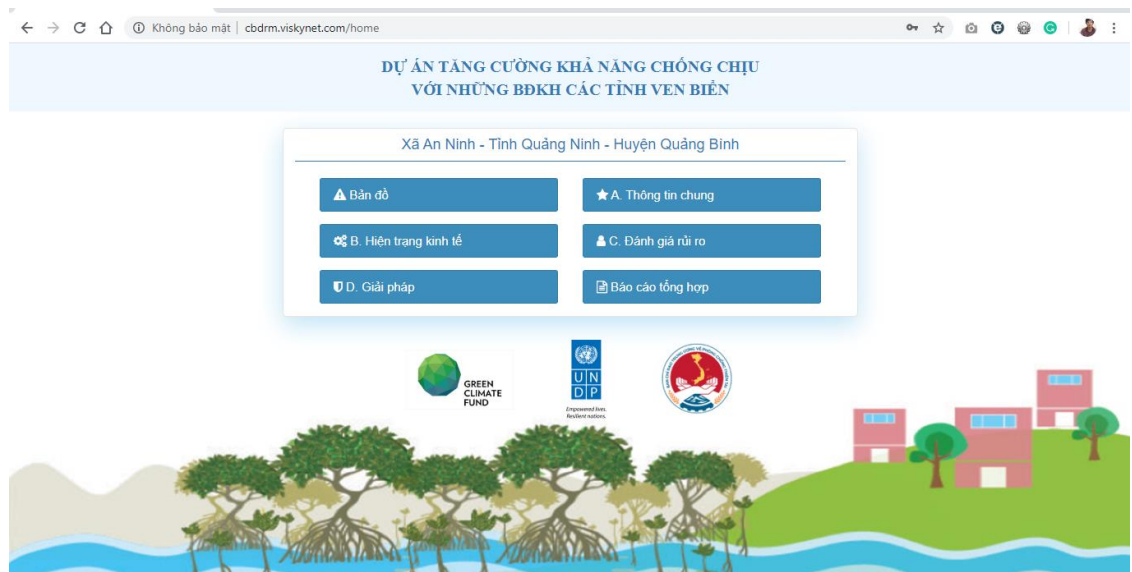 Không bảo mật | cbdrm.viskynet.com/home
DỰ ÁN TĂNG CƯỜNG KHẢ NĂNG CHỐNG CHỊU
VỚI NHỮNG BĐKH CÁC TỈNH VEN BIỂN
Xã An Ninh - Tỉnh Quảng Ninh - Huyện Quảng Bình
Bản đồ
A. Thông tin chung
B. Hiện trạng kinh tế
C. Đánh giá rủi ro
D. Giải pháp
Báo cáo tổng hợp
GREEN
CLIMATE
FUND
U N
D P
Empowered lives.
Resilient nations.